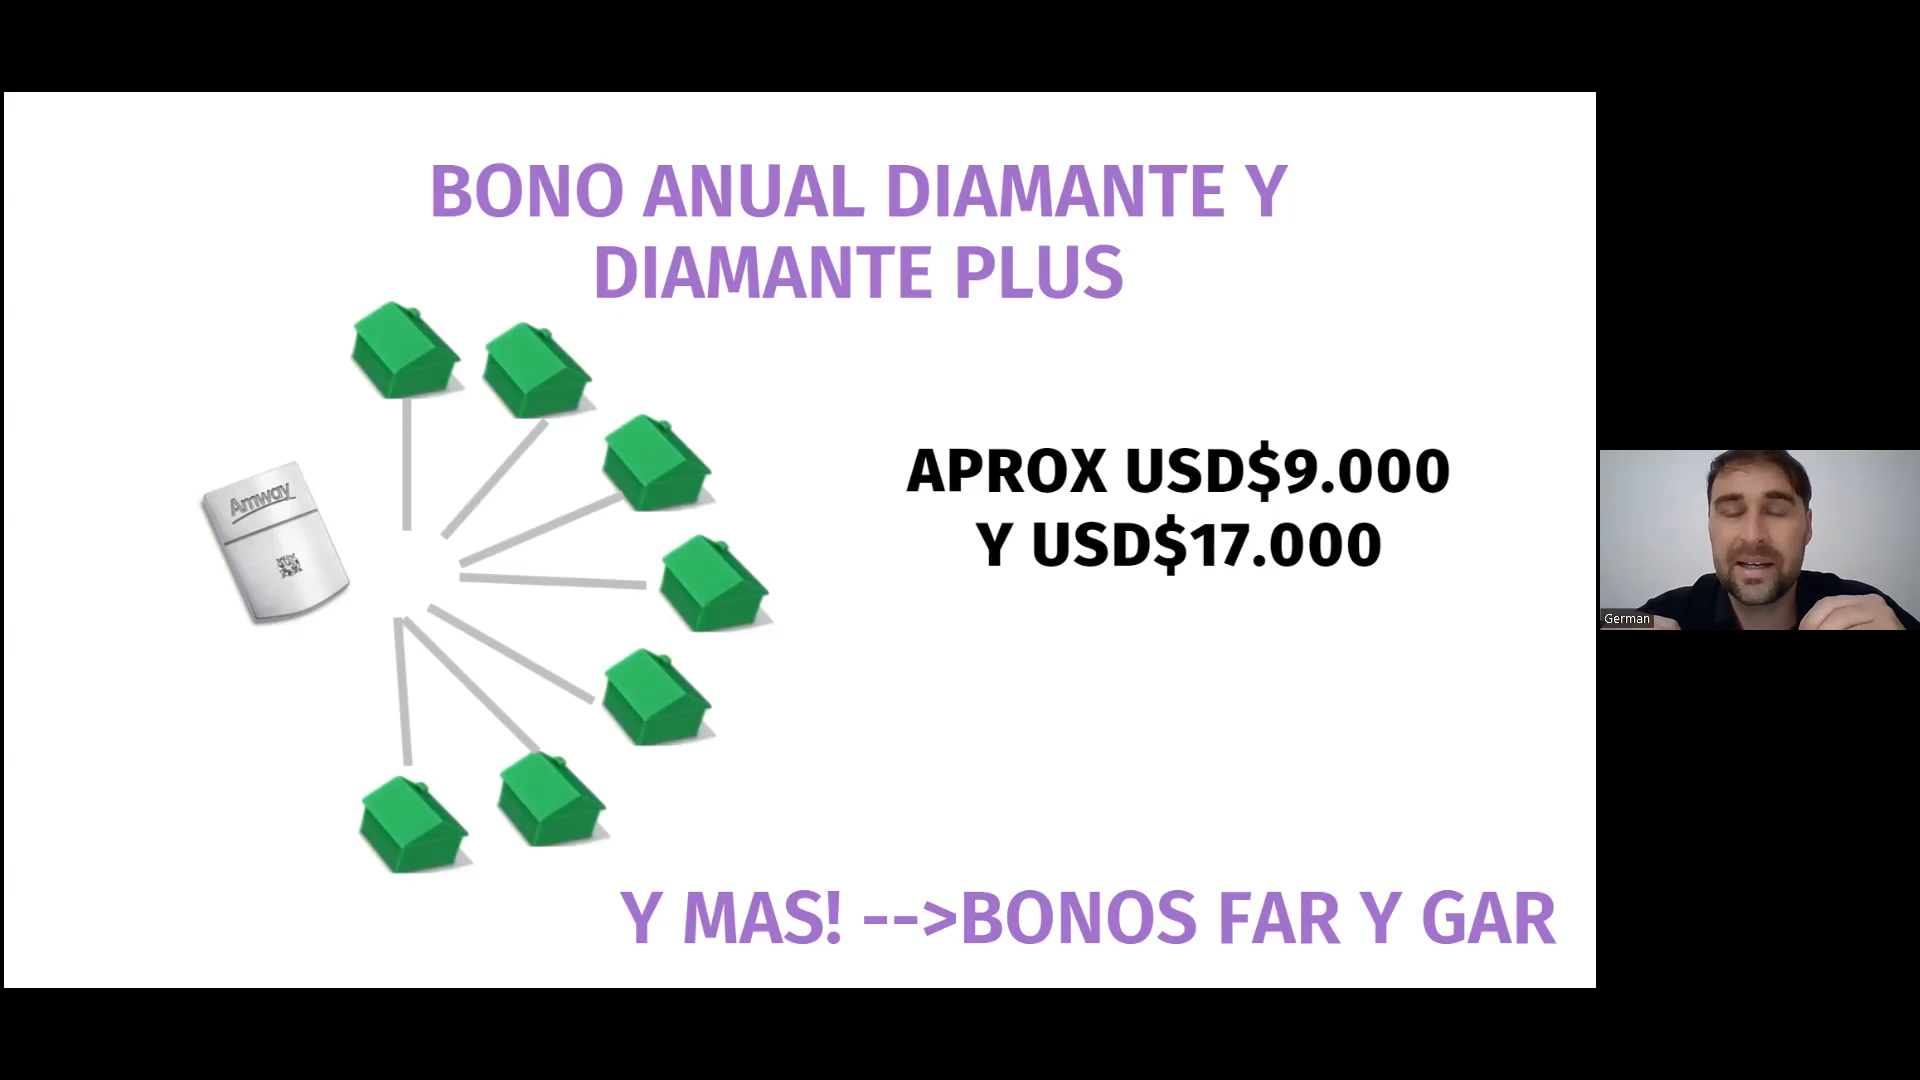 BONO ANUAL DIAMANTE Y
DIAMANTE PLUS
Amway
APROX USD$9.000
Y USD$17.000
German
Y MAS! -->BONOS FAR Y GAR